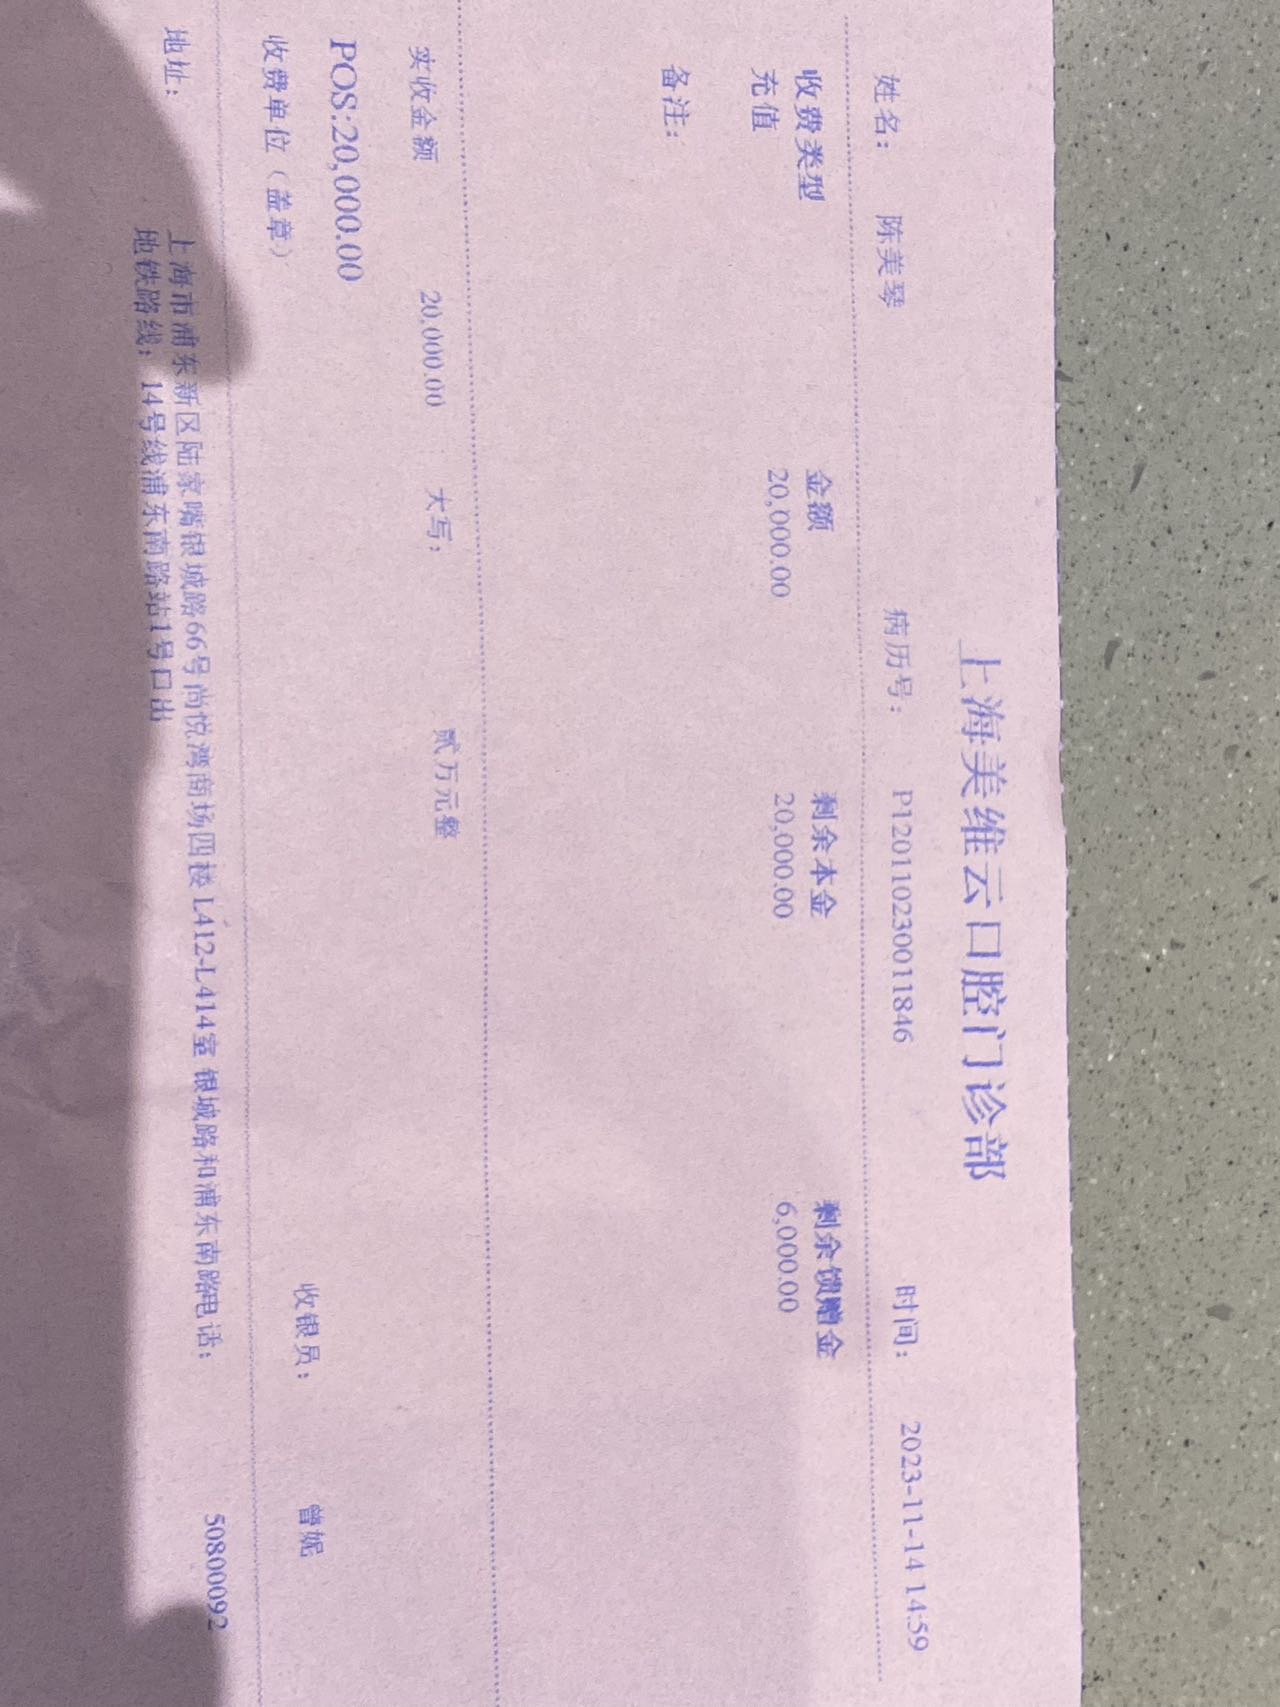 上海美维云口腔门诊部
姓名： 陈美琴 病历号： P120110230011846 时间： 2023-11-14 14:59
收费类型 金额 剩余本金 剩余馈赠金
充值 20,000.00 20,000.00 6,000.00
备注：
实收金额 20,000.00 大写： 贰万元整
POS:20,000.00
收费单位（盖章） 收银员： 曾妮
地址： 上海市浦东新区陆家嘴银城路66号尚悦湾商场四楼L412-L414室 银城路和浦东南路 电话： 50800092
地铁路线：14号线浦东南路站1号口出